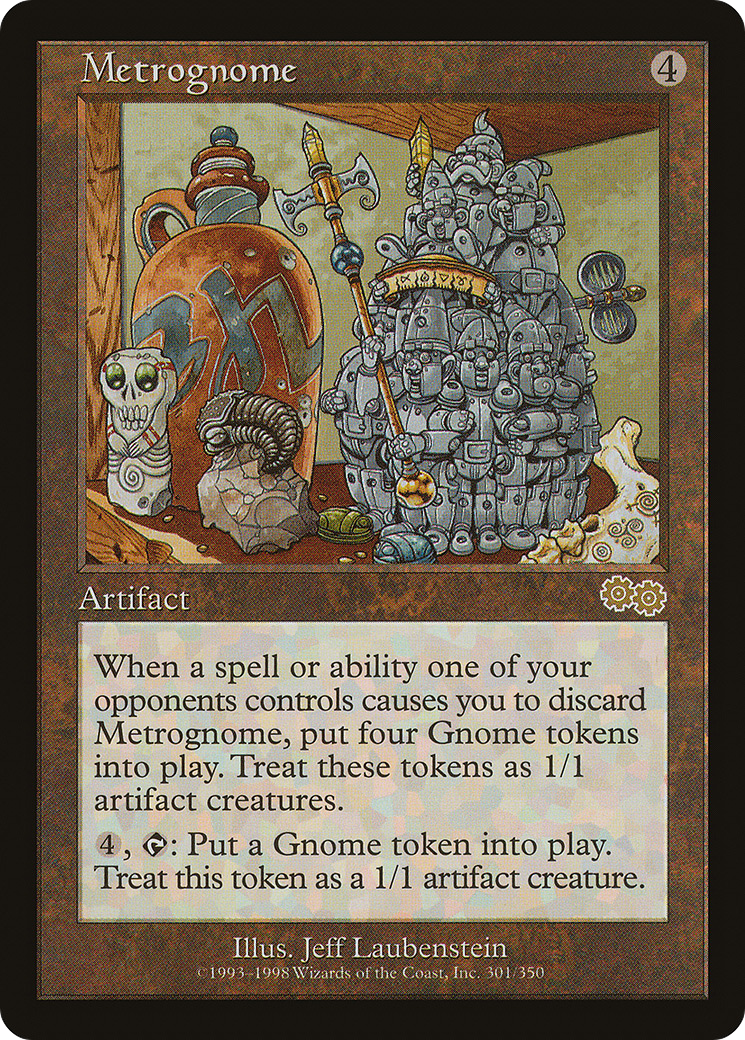 Metrognome 4
Artifact
When a spell or ability one of your
opponents controls causes you to discard
Metrognome, put four Gnome tokens
into play. Treat these tokens as 1/1
artifact creatures.
4, : Put a Gnome token into play.
Treat this token as a 1/1 artifact creature.
Illus. Jeff Laubenstein
©1993–1998 Wizards of the Coast, Inc. 301/350